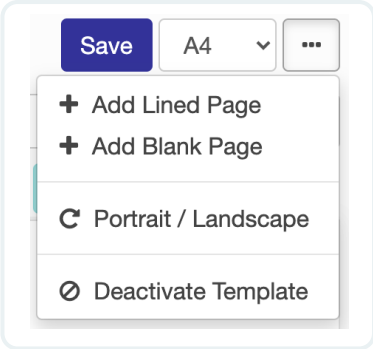 Save A4 ...
Add Lined Page
Add Blank Page
Portrait / Landscape
Deactivate Template